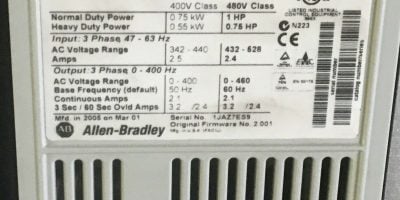 400V Class 480V Class
Normal Duty Power 0.75 kW 1 HP
Heavy Duty Power 0.55 kW 0.75 HP
Input: 3 Phase, 47 - 63 Hz
AC Voltage Range 342 - 440 432 - 528
Amps 2.5 2.4
Output: 3 Phase 0 - 400 Hz
AC Voltage Range 0 - 400 0 - 460
Base Frequency (default) 50 Hz 60 Hz
Continuous Amps 2.1 2.1
3 Sec / 60 Sec Ovld Amps 3.2 / 2.4 3.2 / 2.4
Mfd. in 2005 on Mar 01
Serial No.:
Original Firmware No. 2.001
AB Allen-Bradley
LISTED INDUSTRIAL
CONTROL EQUIPMENT
N223